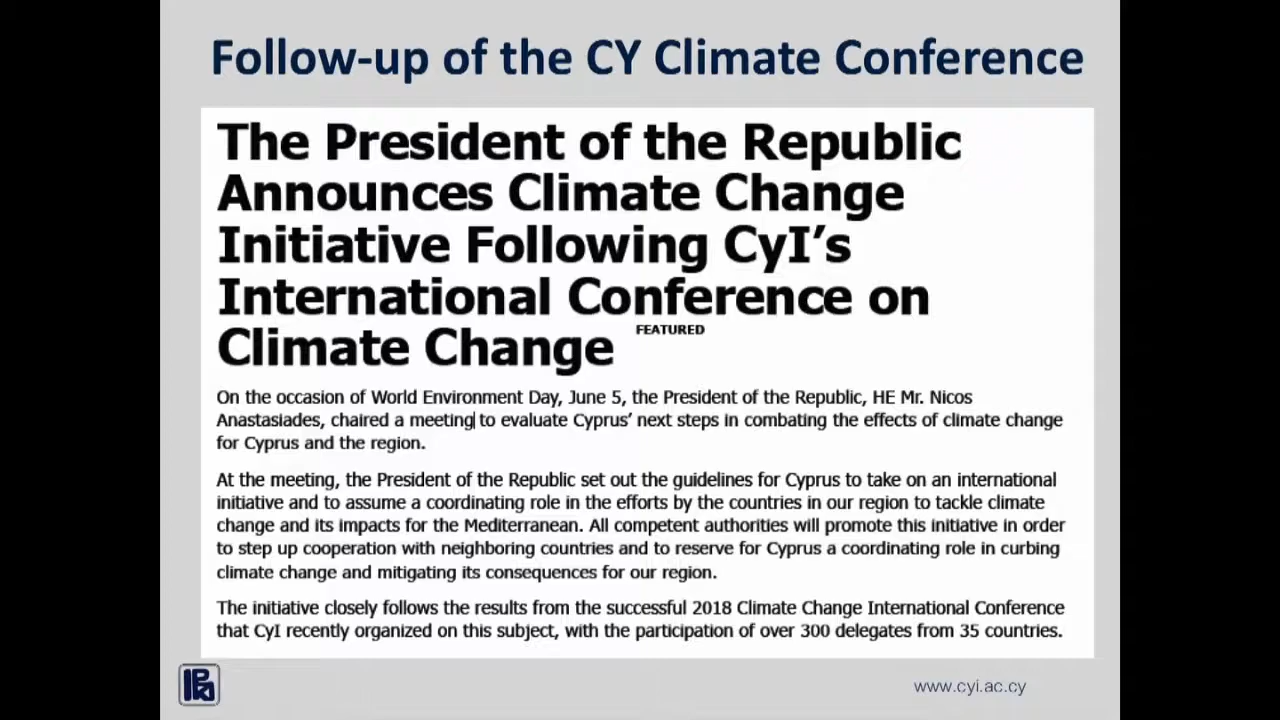 Follow-up of the CY Climate Conference
The President of the Republic
Announces Climate Change
Initiative Following CyI’s
International Conference on
Climate Change FEATURED
On the occasion of World Environment Day, June 5, the President of the Republic, HE Mr. Nicos
Anastasiades, chaired a meeting to evaluate Cyprus’ next steps in combating the effects of climate change
for Cyprus and the region.
At the meeting, the President of the Republic set out the guidelines for Cyprus to take on an international
initiative and to assume a coordinating role in the efforts by the countries in our region to tackle climate
change and its impacts for the Mediterranean. All competent authorities will promote this initiative in order
to step up cooperation with neighboring countries and to reserve for Cyprus a coordinating role in curbing
climate change and mitigating its consequences for our region.
The initiative closely follows the results from the successful 2018 Climate Change International Conference
that CyI recently organized on this subject, with the participation of over 300 delegates from 35 countries.
www.cyi.ac.cy